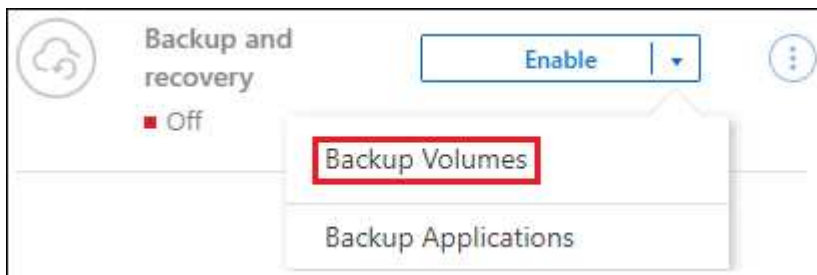 Backup and
recovery
Enable
Off
Backup Volumes
Backup Applications